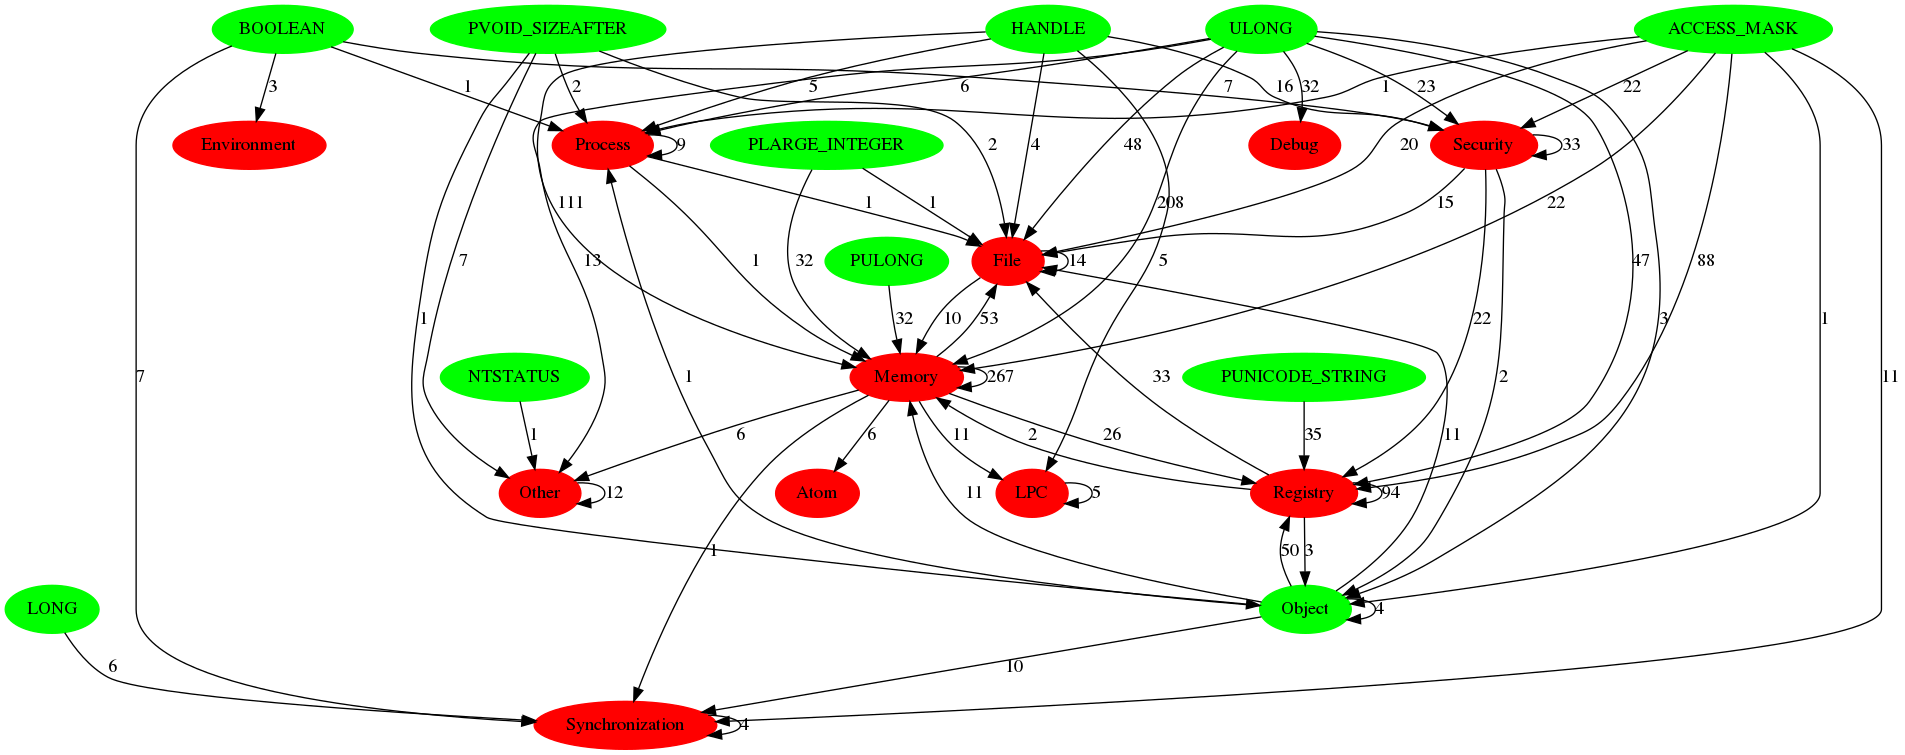 BOOLEAN PVOID_SIZEAFTER HANDLE ULONG ACCESS_MASK
3 1 2 5 6 7 16 32 23 1 22
Environment Process PLARGE_INTEGER Debug Security
9 2 4 48 20 33
111 1 1 208 15 22
7 13 1 32 PULONG File 14 5 47 88
1 32 10 53 22 3 1
7 NTSTATUS Memory 267 PUNICODE_STRING 2 11
1 1 6 6 11 2 26 33 35 11
Other 12 Atom LPC 5 11 Registry 94
1 50 3
LONG Object 4
6 10
Synchronization 4